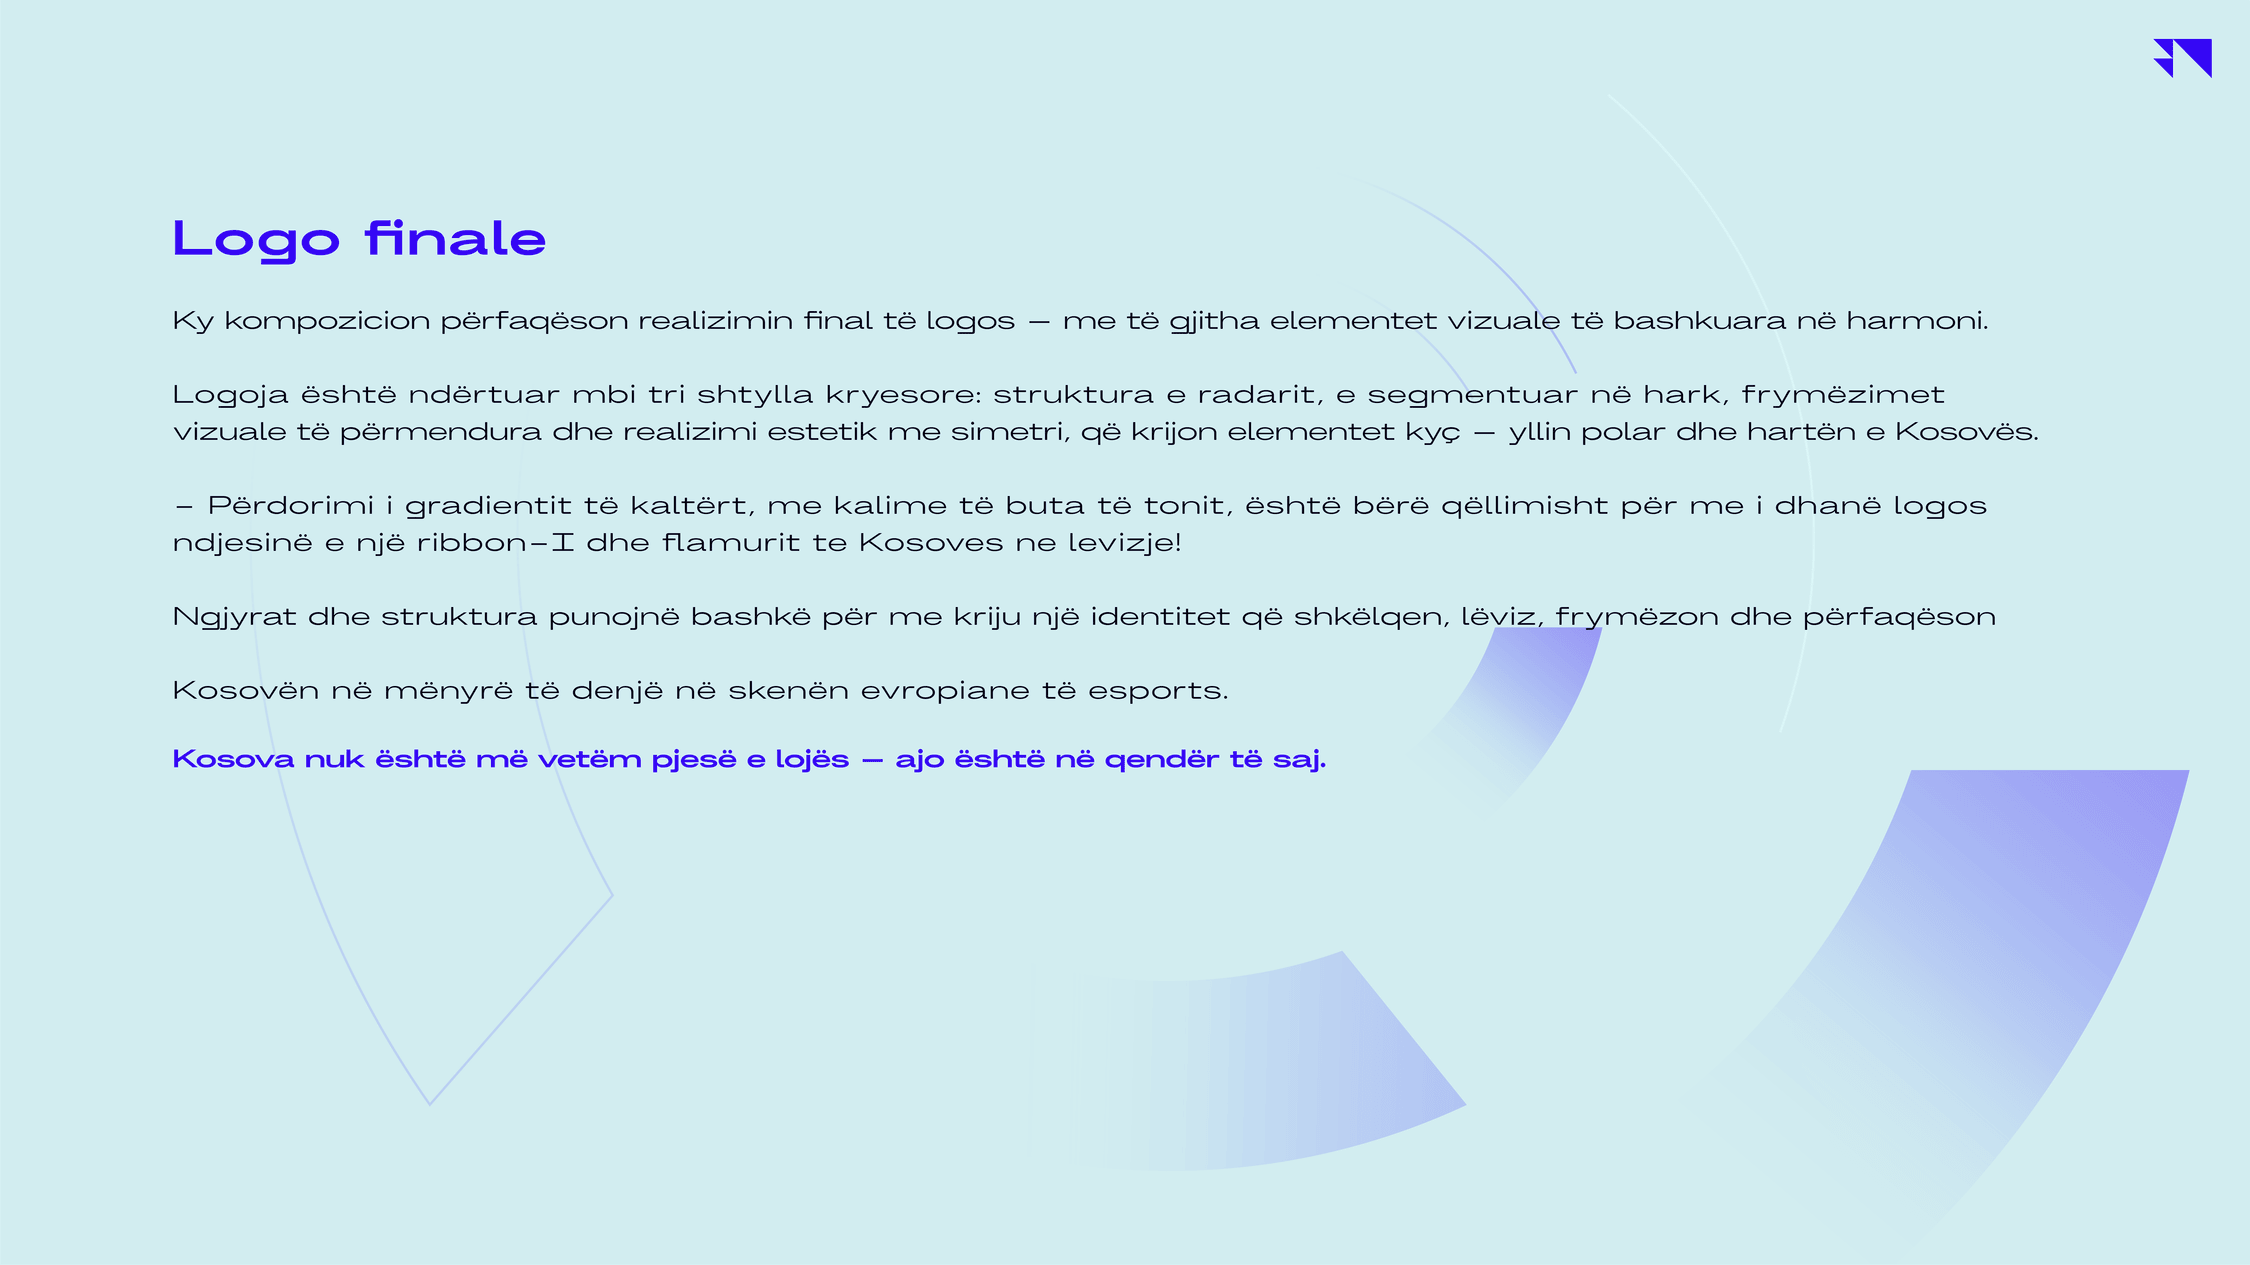 Logo finale
Ky kompozicion përfaqëson realizimin final të logos – me të gjitha elementet vizuale të bashkuara në harmoni.
Logoja është ndërtuar mbi tri shtylla kryesore: struktura e radarit, e segmentuar në hark, frymëzimet
vizuale të përmendura dhe realizimi estetik me simetri, që krijon elementet kyç – yllin polar dhe hartën e Kosovës.
- Përdorimi i gradientit të kaltërt, me kalime të buta të tonit, është bërë qëllimisht për me i dhanë logos
ndjesinë e një ribbon-I dhe flamurit te Kosoves ne levizje!
Ngjyrat dhe struktura punojnë bashkë për me kriju një identitet që shkëlqen, lëviz, frymëzon dhe përfaqëson
Kosovën në mënyrë të denjë në skenën evropiane të esports.
Kosova nuk është më vetëm pjesë e lojës – ajo është në qendër të saj.